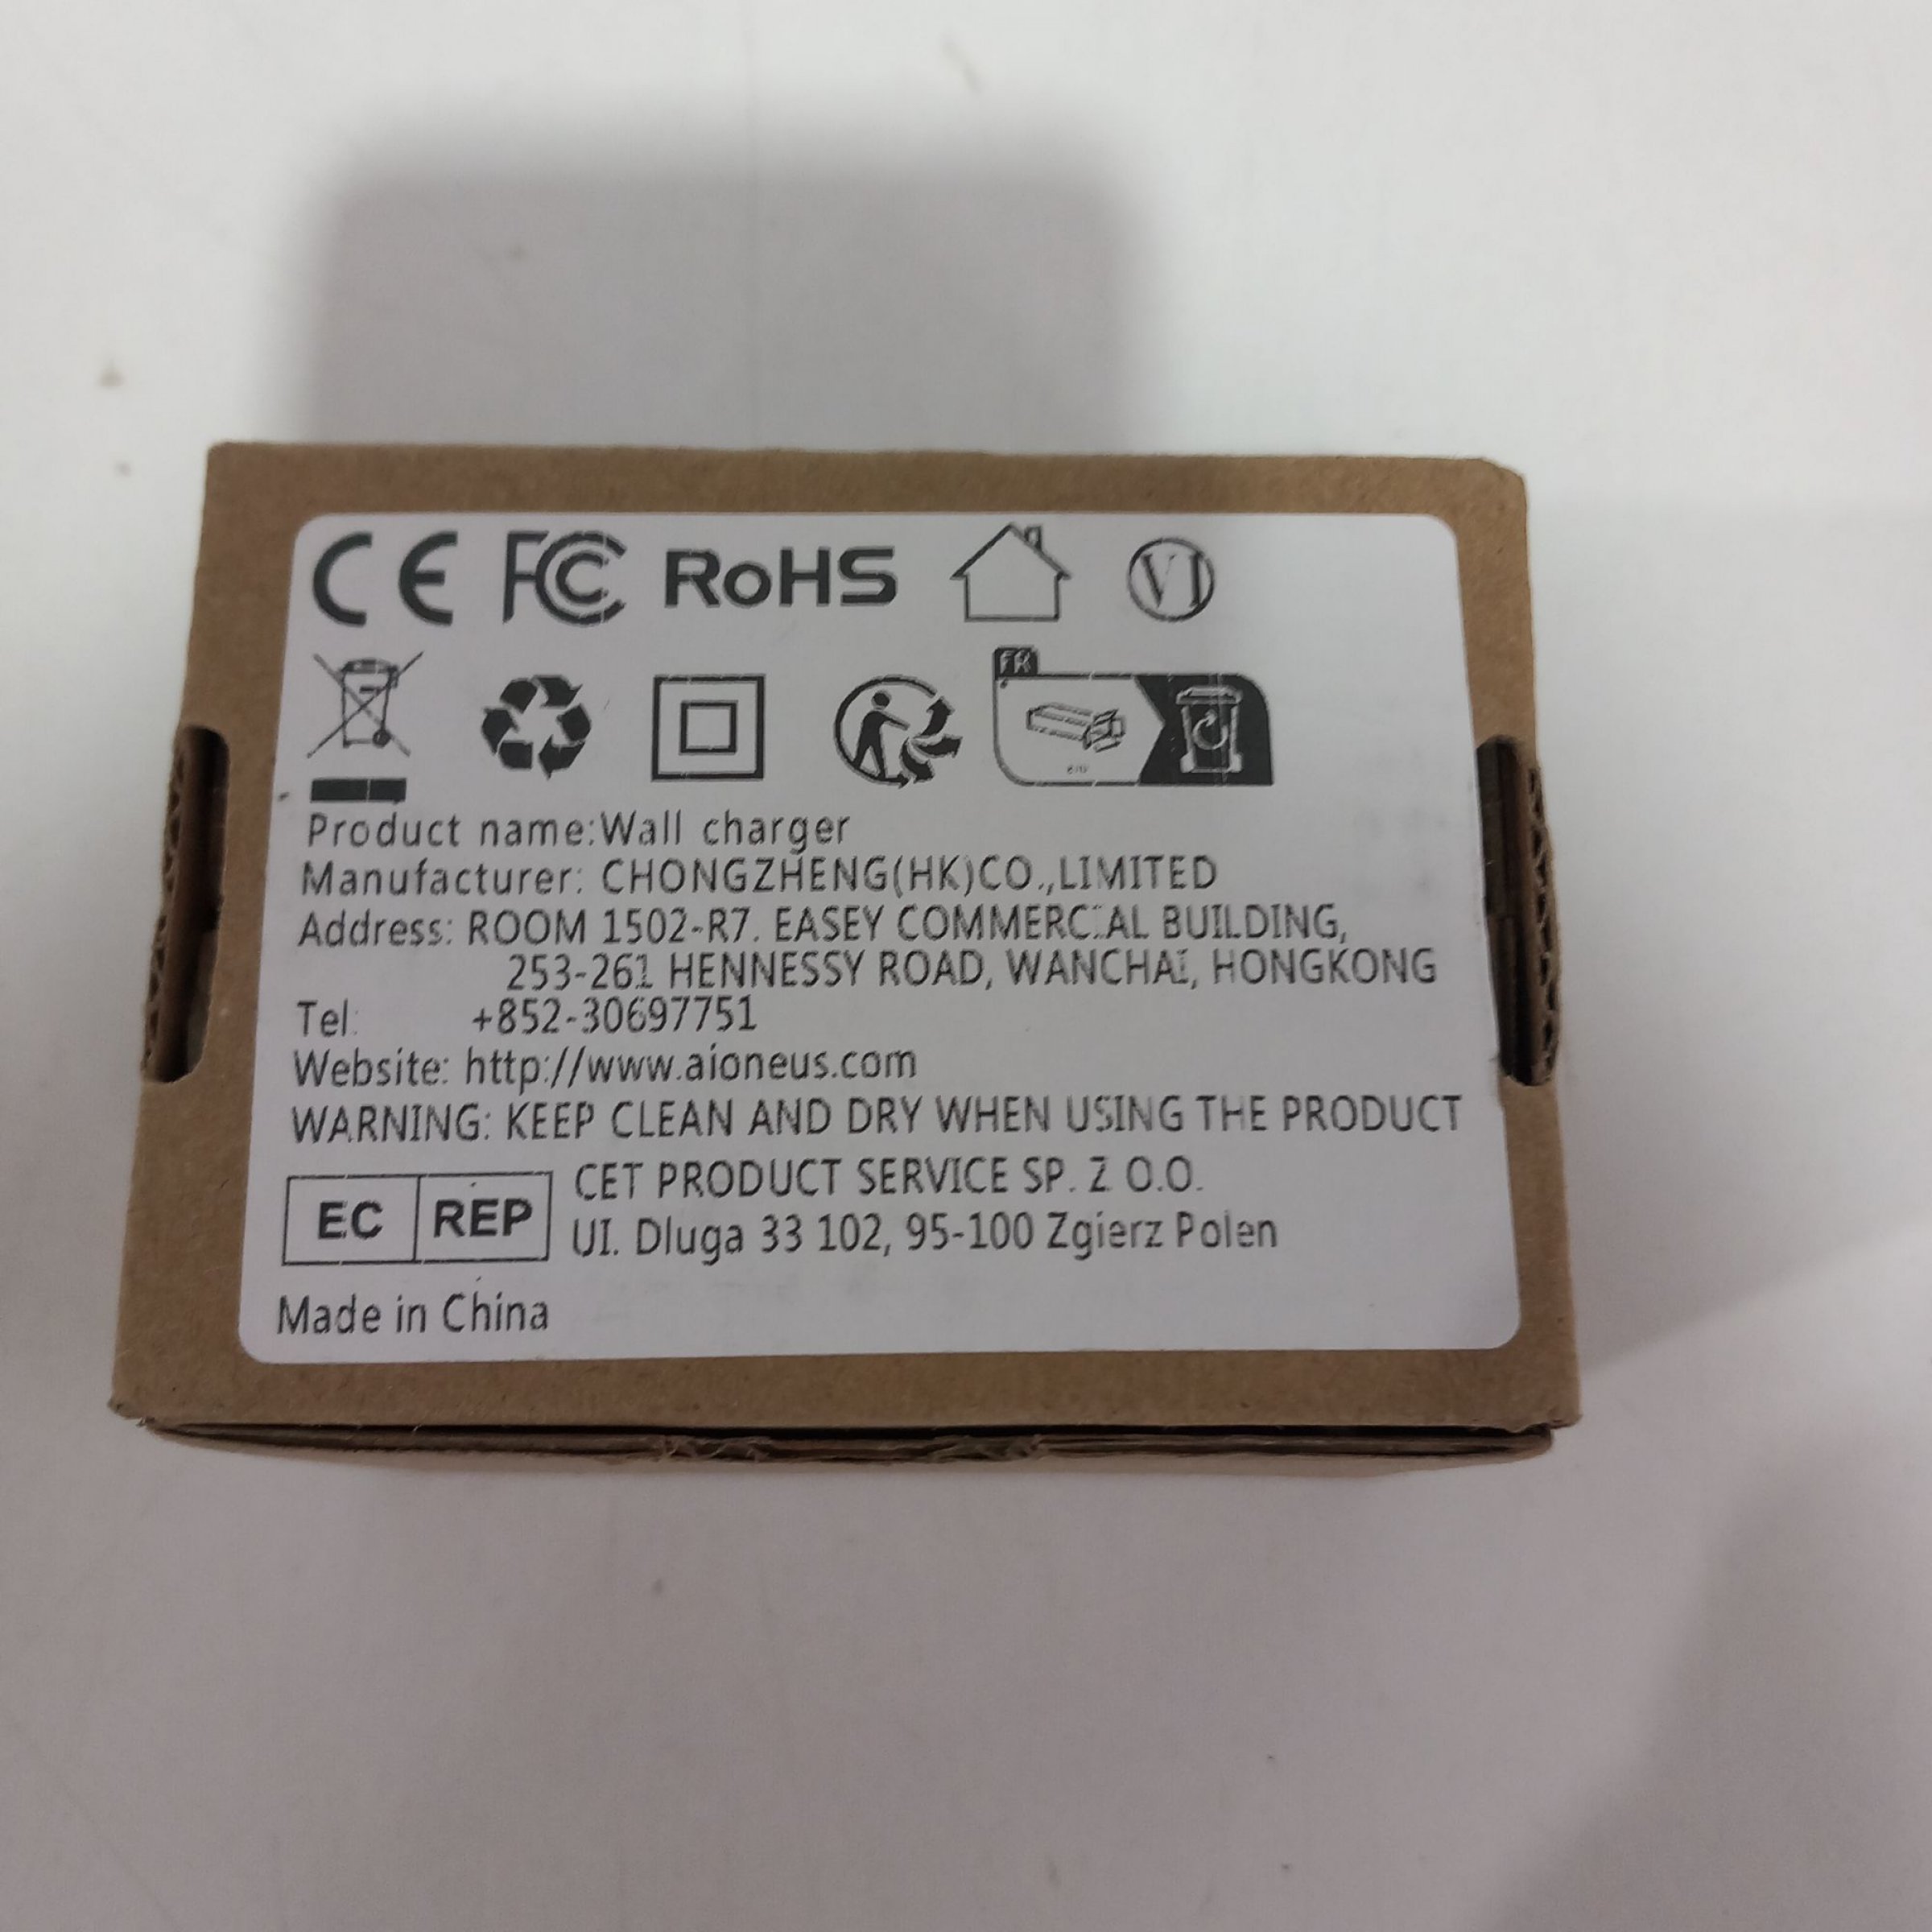 CE FC RoHS VI
FR
Product name:Wall charger
Manufacturer: CHONGZHENG(HK)CO.,LIMITED
Address: ROOM 1502-R7. EASEY COMMERCIAL BUILDING,
253-261 HENNESSY ROAD, WANCHAI, HONGKONG
Tel: +852-30697751
Website: http://www.aioneus.com
WARNING: KEEP CLEAN AND DRY WHEN USING THE PRODUCT
EC REP
CET PRODUCT SERVICE SP. Z O.O.
UI. Dluga 33 102, 95-100 Zgierz Polen
Made in China